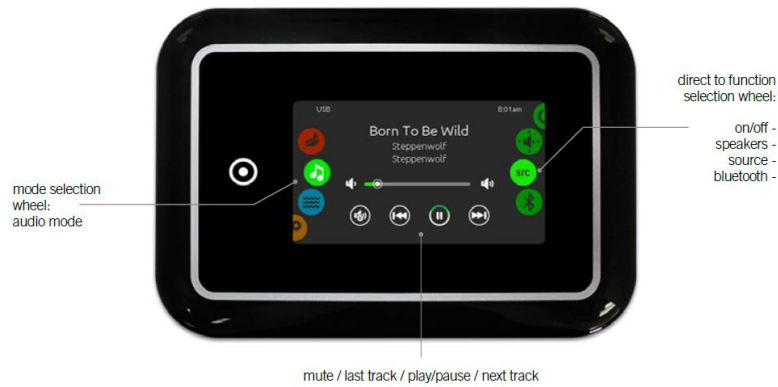 direct to function
selection wheel:
on/off -
speakers -
source -
bluetooth -
USB
8:01am
Born To Be Wild
Steppenwolf
Steppenwolf
src
mode selection
wheel:
audio mode
mute / last track / play/pause / next track